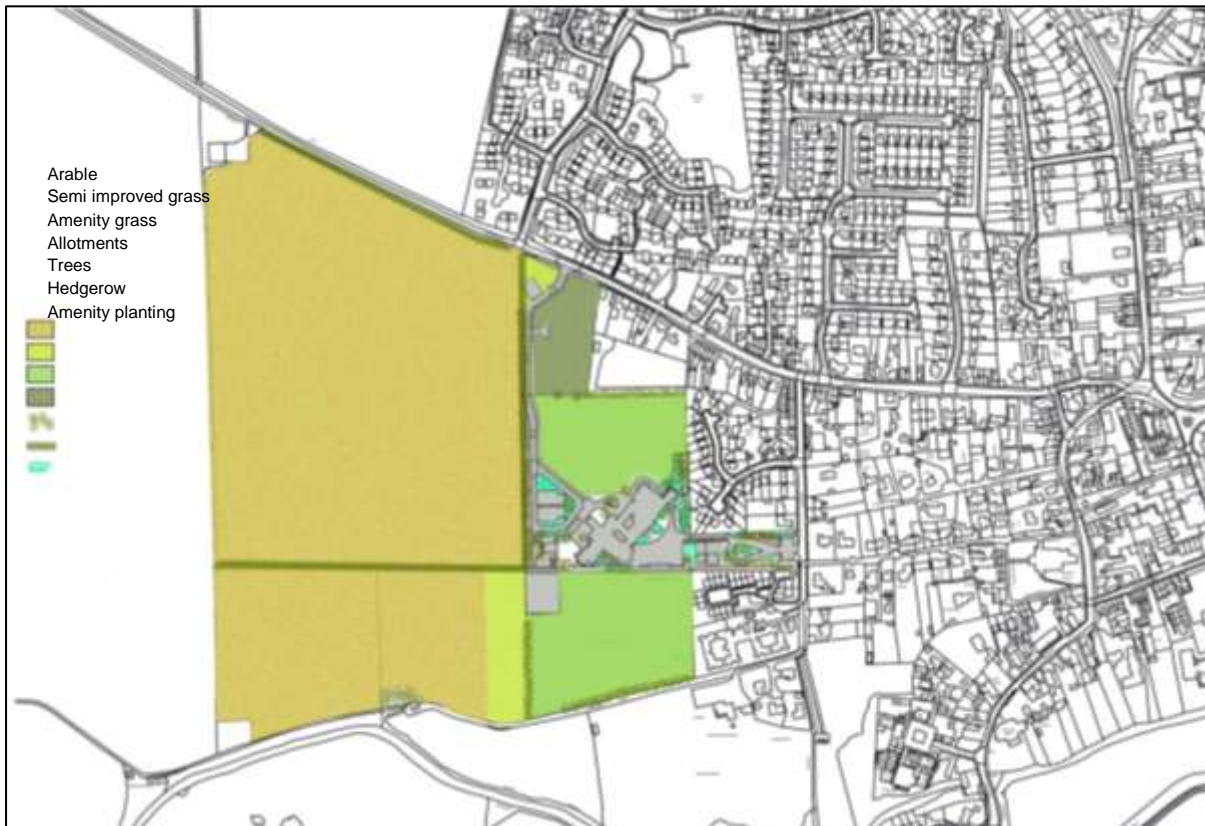 Arable
Semi improved grass
Amenity grass
Allotments
Trees
Hedgerow
Amenity planting